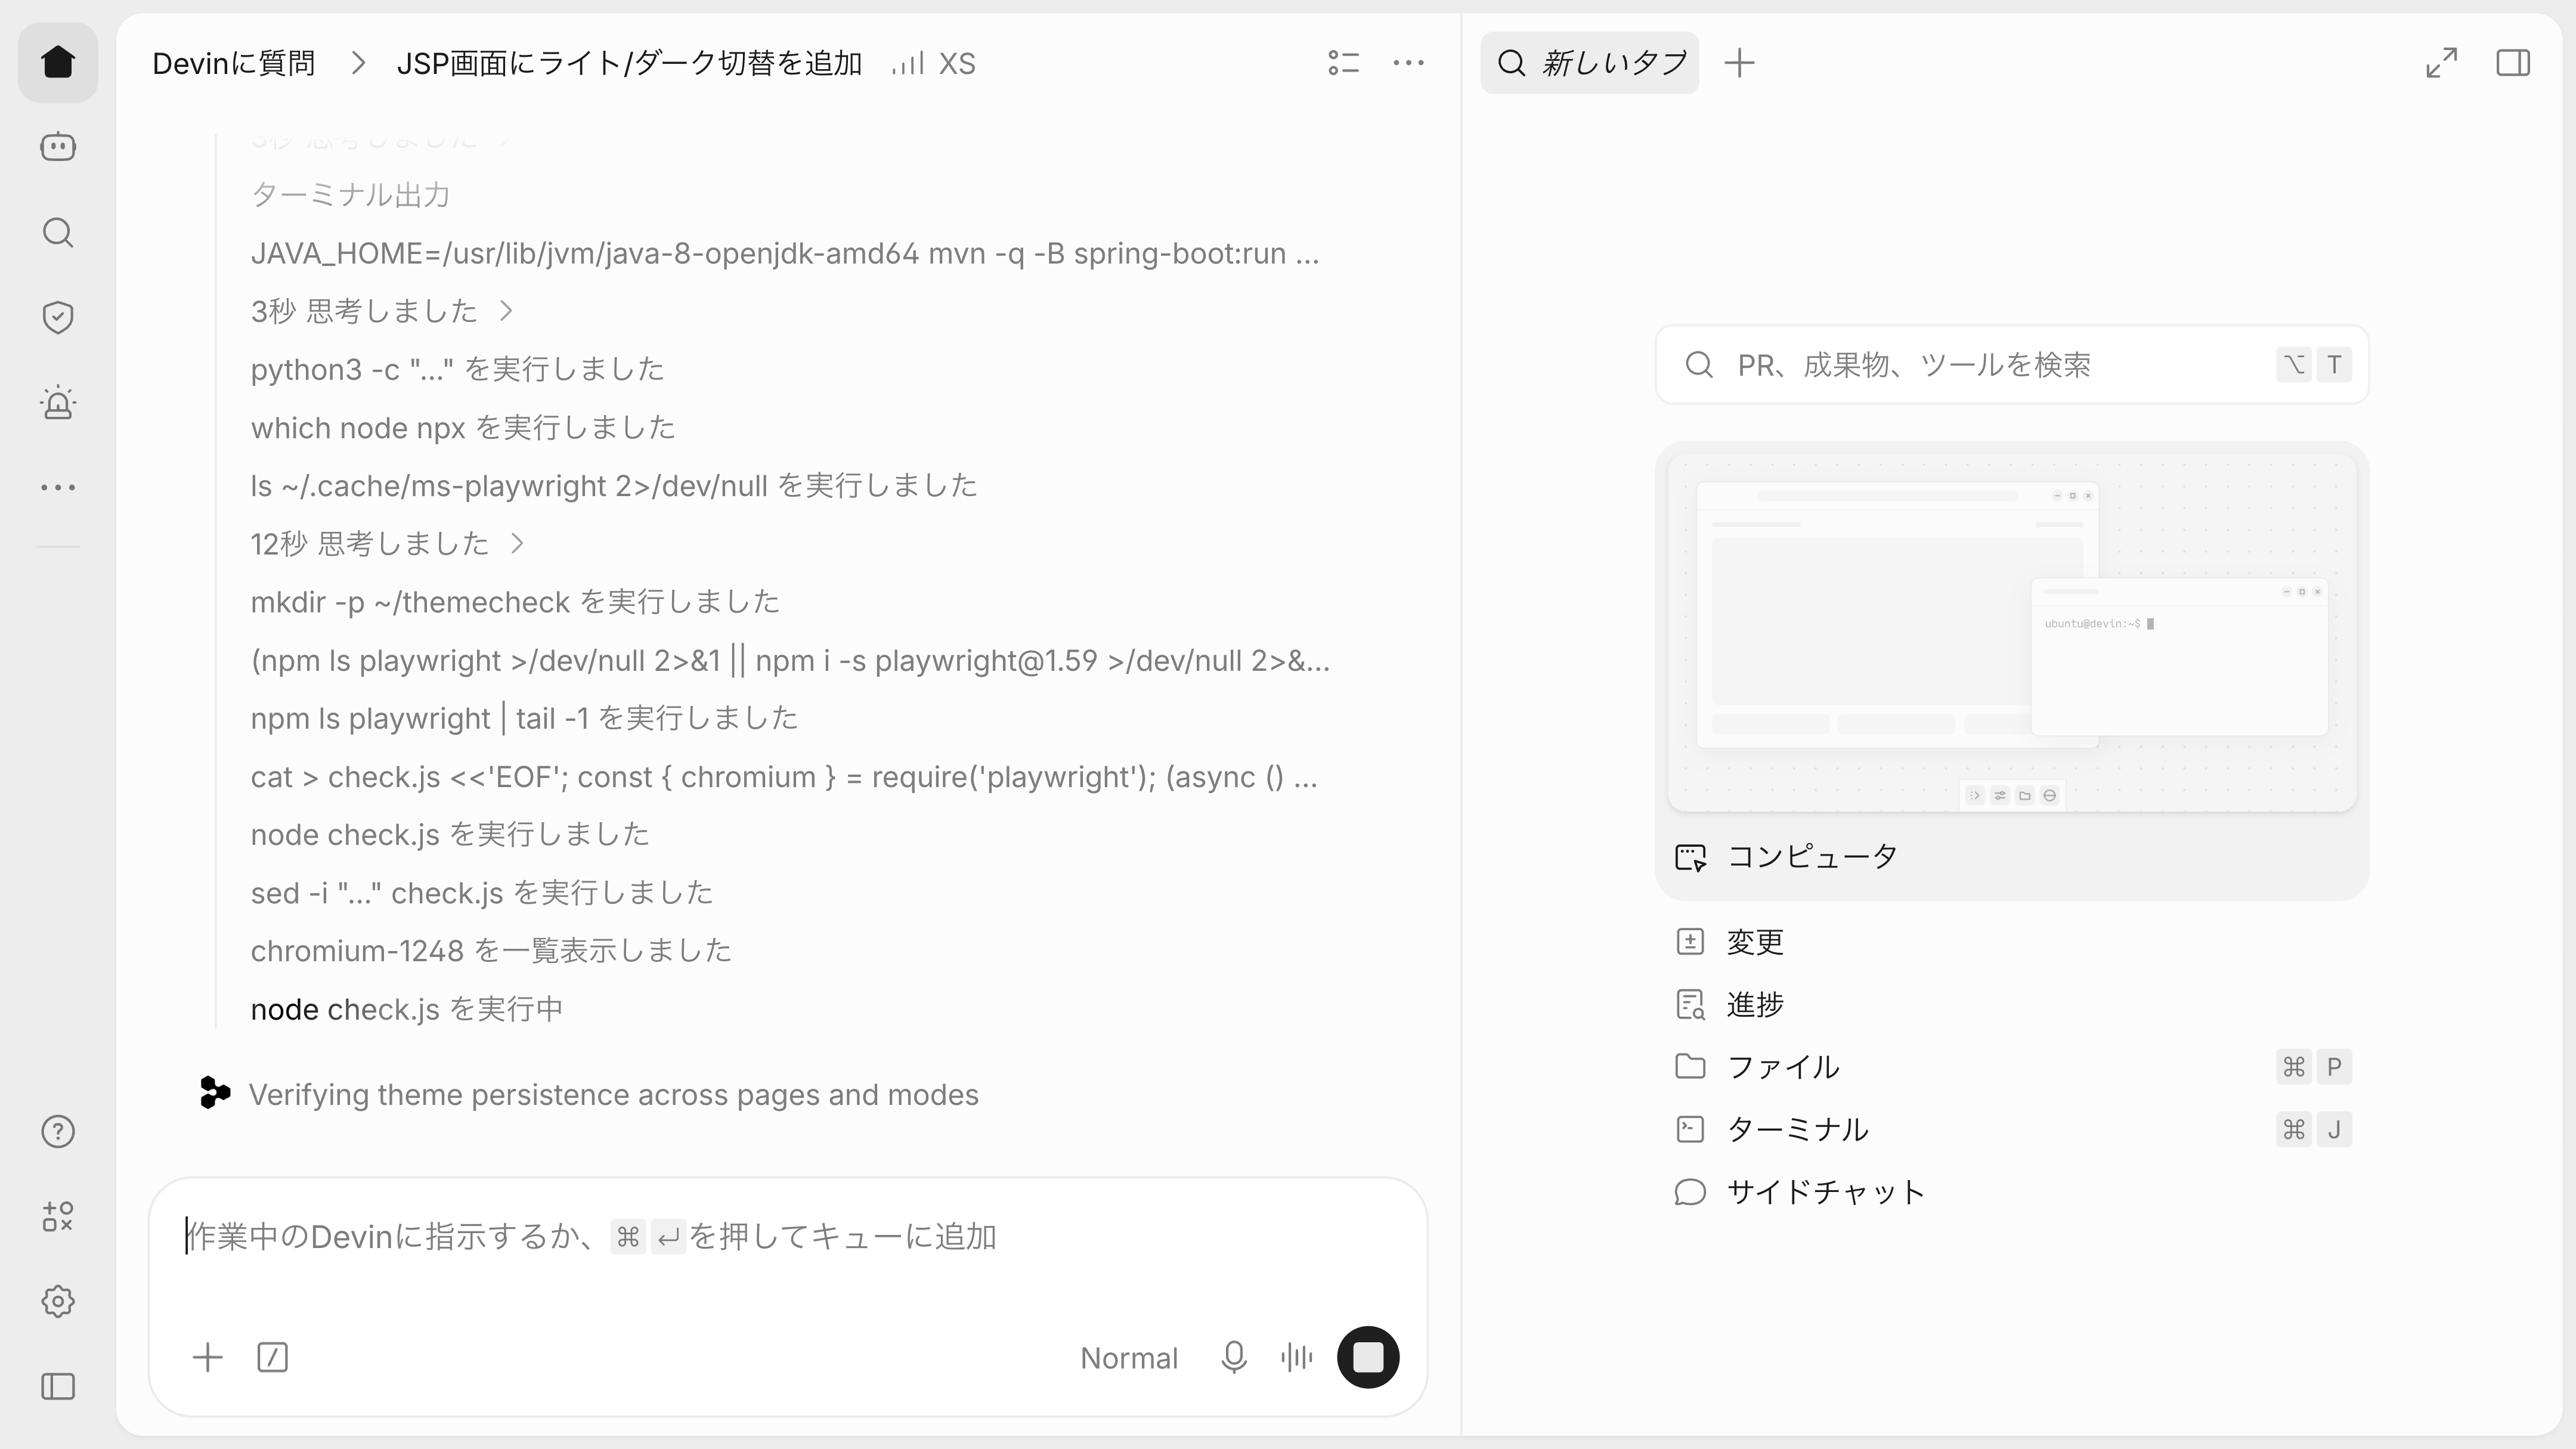 Devinに質問
JSP画面にライト/ダーク切替を追加
XS
3秒 思考しました
ターミナル出力
JAVA_HOME=/usr/lib/jvm/java-8-openjdk-amd64 mvn -q -B spring-boot:run ...
3秒 思考しました
python3 -c "..." を実行しました
which node npx を実行しました
ls ~/.cache/ms-playwright 2>/dev/null を実行しました
12秒 思考しました
mkdir -p ~/themecheck を実行しました
(npm ls playwright >/dev/null 2>&1 || npm i -s playwright@1.59 >/dev/null 2>&...
npm ls playwright | tail -1 を実行しました
cat > check.js <<'EOF'; const { chromium } = require('playwright'); (async () ...
node check.js を実行しました
sed -i "..." check.js を実行しました
chromium-1248 を一覧表示しました
node check.js を実行中
Verifying theme persistence across pages and modes
作業中のDevinに指示するか、⌘ ↵を押してキューに追加
Normal
新しいタブ
PR、成果物、ツールを検索
⌥ T
ubuntu@devin:~$
コンピュータ
変更
進捗
ファイル
⌘ P
ターミナル
⌘ J
サイドチャット